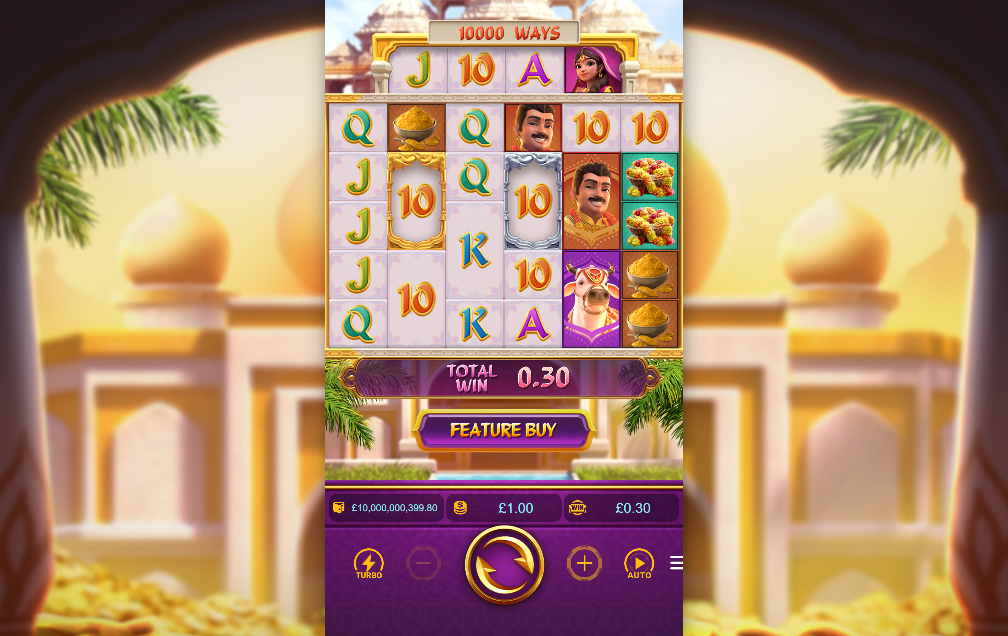 10000 WAYS
J 10 A
Q Q 10 10
J 10 Q 10
J K
J 10 10
Q K A
TOTAL WIN 0.30
FEATURE BUY
£10,000,000,399.80 £1.00 WIN £0.30
TURBO AUTO